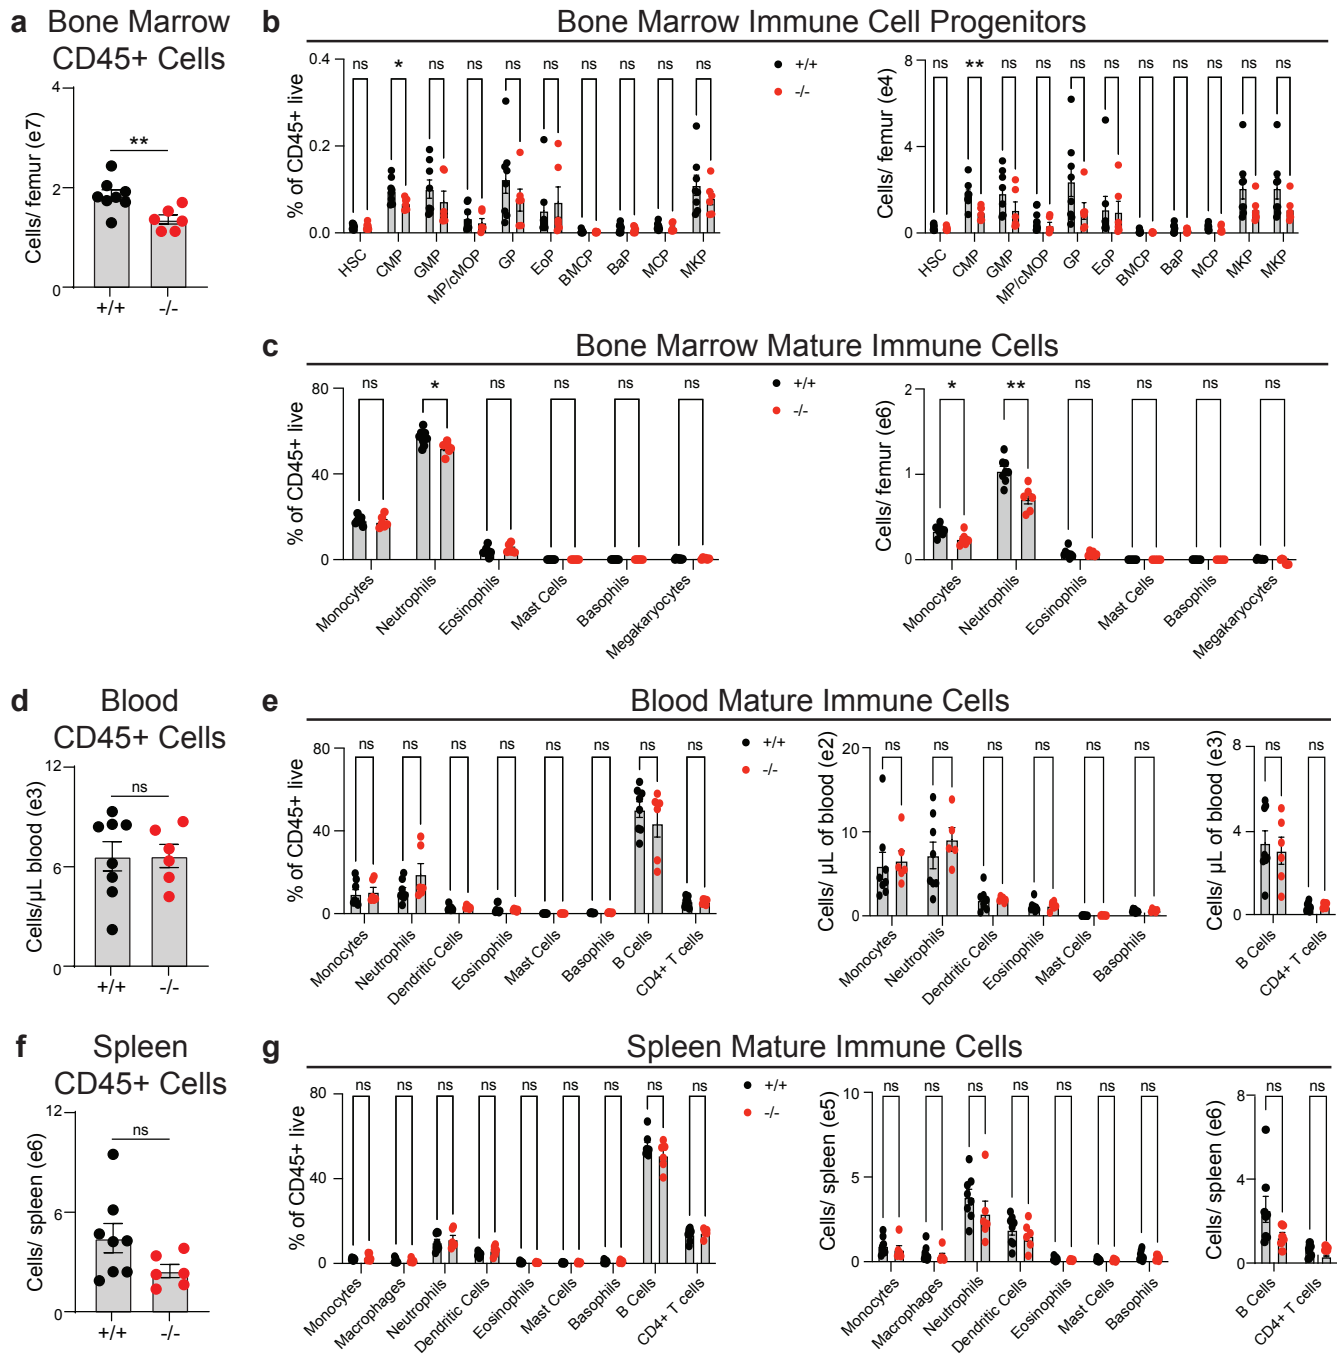 a Bone Marrow
CD45+ Cells
Cells/ femur (e7)
4
2
0
**
+/+ -/-
b Bone Marrow Immune Cell Progenitors
% of CD45+ live
0.4
0.2
0.0
ns * ns ns ns ns ns ns ns ns
HSC CMP GMP MP/cMOP GP EoP BMCP BaP MCP MKP
+/+
-/-
Cells/ femur (e4)
8
4
0
ns ** ns ns ns ns ns ns ns ns ns
HSC CMP GMP MP/cMOP GP EoP BMCP BaP MCP MKP MKP
c Bone Marrow Mature Immune Cells
% of CD45+ live
80
40
0
ns * ns ns ns ns
Monocytes Neutrophils Eosinophils Mast Cells Basophils Megakaryocytes
+/+
-/-
Cells/ femur (e6)
2
1
0
* ** ns ns ns ns
Monocytes Neutrophils Eosinophils Mast Cells Basophils Megakaryocytes
d Blood
CD45+ Cells
Cells/µL blood (e3)
12
6
0
ns
+/+ -/-
e Blood Mature Immune Cells
% of CD45+ live
80
40
0
ns ns ns ns ns ns ns ns
Monocytes Neutrophils Dendritic Cells Eosinophils Mast Cells Basophils B Cells CD4+ T cells
+/+
-/-
Cells/ µL of blood (e2)
20
10
0
ns ns ns ns ns ns
Monocytes Neutrophils Dendritic Cells Eosinophils Mast Cells Basophils
Cells/ µL of blood (e3)
8
4
0
ns ns
B Cells CD4+ T cells
f Spleen
CD45+ Cells
Cells/ spleen (e6)
12
6
0
ns
+/+ -/-
g Spleen Mature Immune Cells
% of CD45+ live
80
40
0
ns ns ns ns ns ns ns ns ns
Monocytes Macrophages Neutrophils Dendritic Cells Eosinophils Mast Cells Basophils B Cells CD4+ T cells
+/+
-/-
Cells/ spleen (e5)
10
5
0
ns ns ns ns ns ns ns
Monocytes Macrophages Neutrophils Dendritic Cells Eosinophils Mast Cells Basophils
Cells/ spleen (e6)
8
4
0
ns ns
B Cells CD4+ T cells